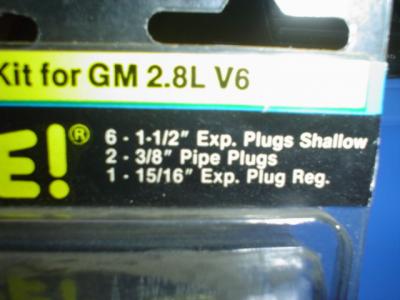 Kit for GM 2.8L V6
E!®
6 - 1-1/2" Exp. Plugs Shallow
2 - 3/8" Pipe Plugs
1 - 15/16" Exp. Plug Reg.